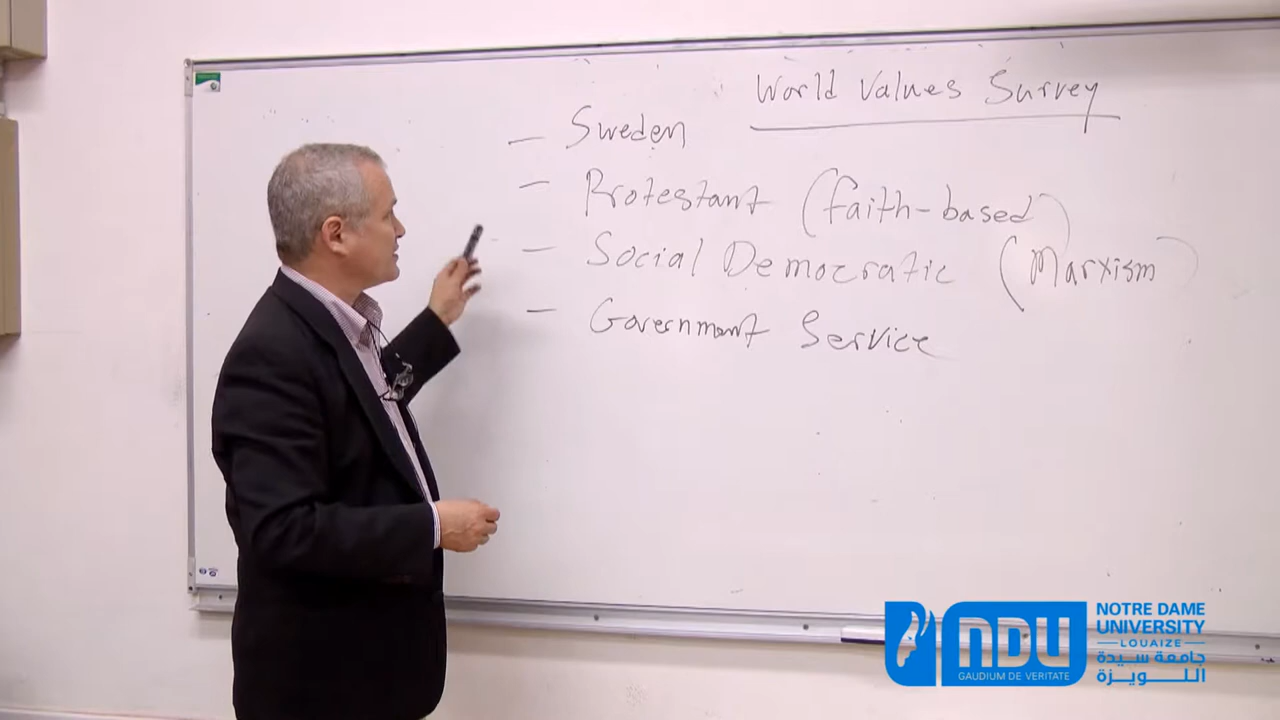 World Values Survey
— Sweden
— Protestant (faith-based)
— Social Democratic (Marxism)
— Government Service
NDU
GAUDIUM DE VERITATE
NOTRE DAME
UNIVERSITY
LOUAIZE
جامعة سيدة
اللويزة